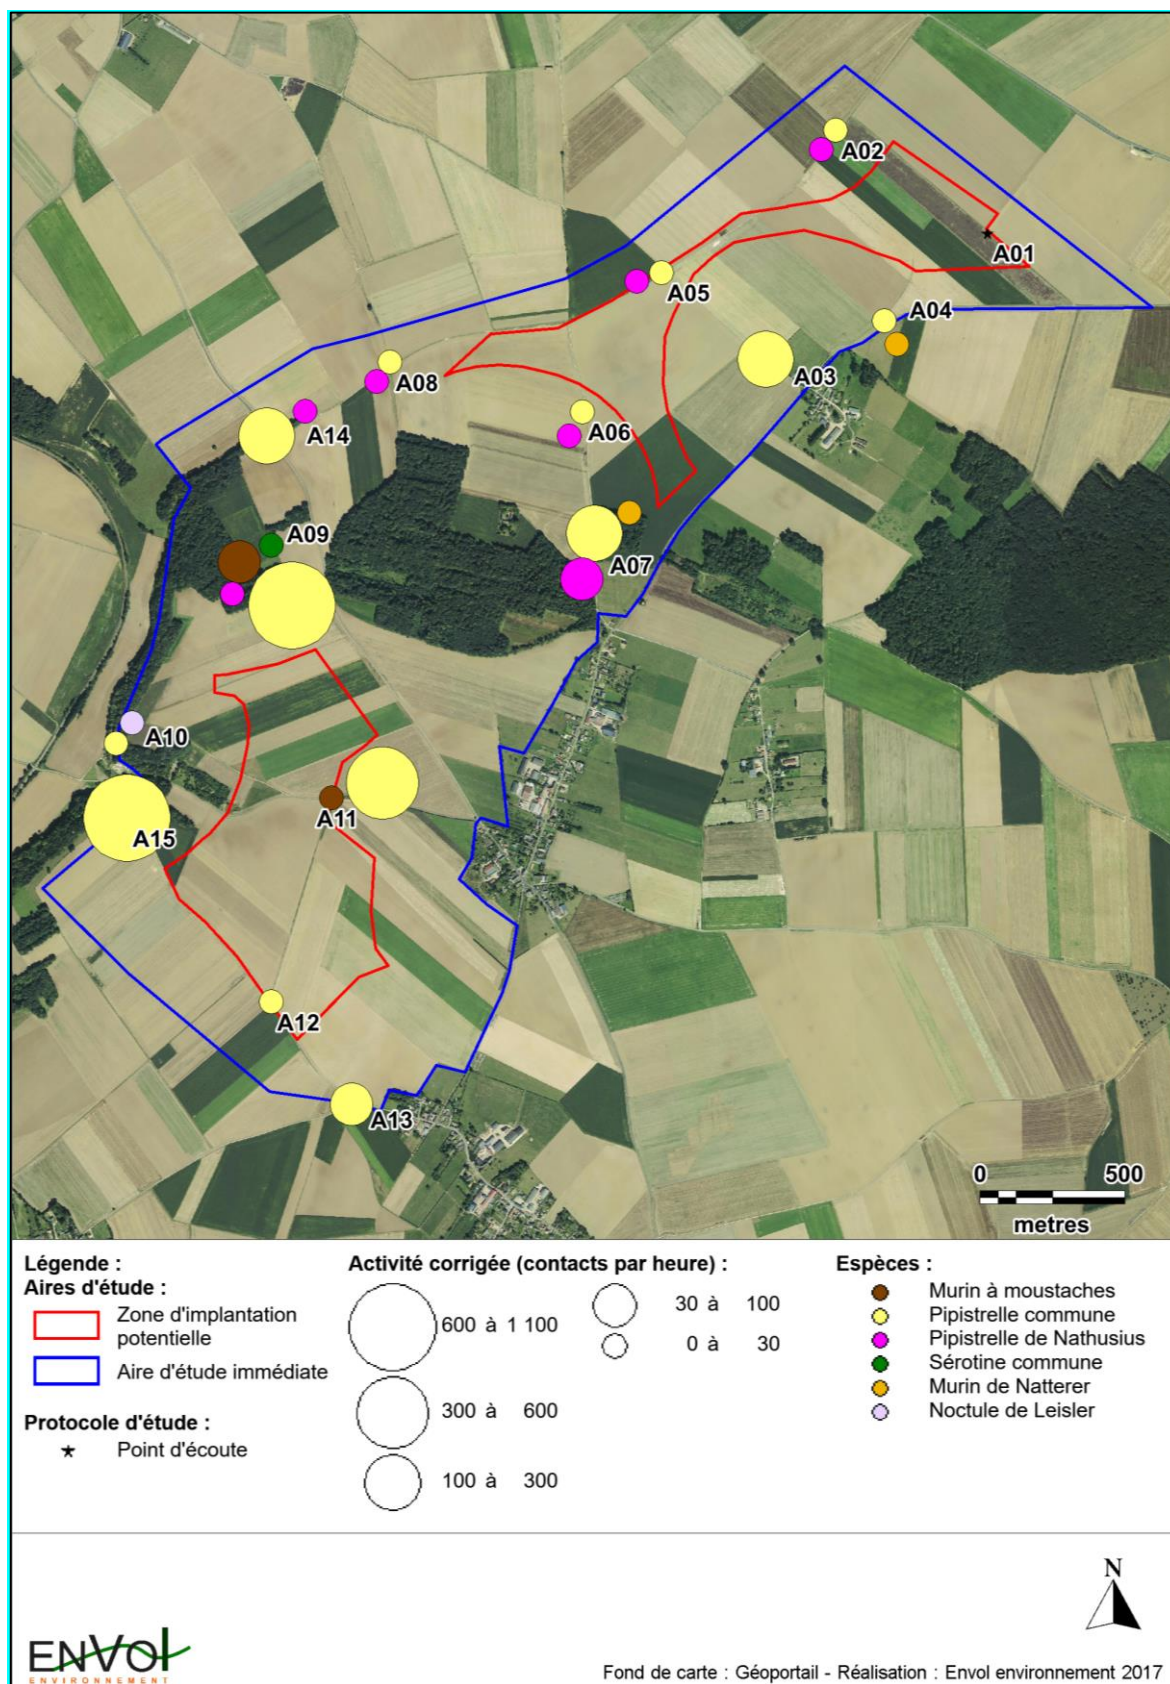 A02
A01
A05
A04
A03
A08
A14
A06
A09
A07
A10
A11
A15
A12
A13
0 500
metres
Légende :
Aires d'étude :
Zone d'implantation
potentielle
Aire d'étude immédiate
Protocole d'étude :
Point d'écoute
Activité corrigée (contacts par heure) :
600 à 1 100
300 à 600
100 à 300
30 à 100
0 à 30
Espèces :
Murin à moustaches
Pipistrelle commune
Pipistrelle de Nathusius
Sérotine commune
Murin de Natterer
Noctule de Leisler
N
ENVOl
ENVIRONNEMENT
Fond de carte : Géoportail - Réalisation : Envol environnement 2017